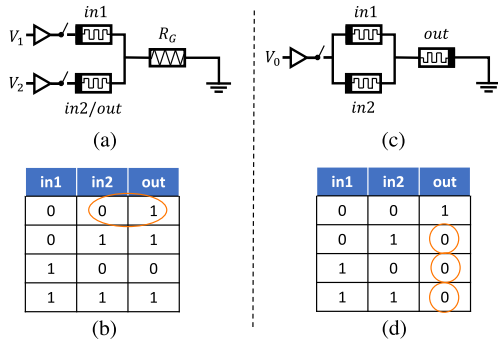 in1
V1
RG
V2
in2/out
(a)
in1 in2 out
0 0 1
0 1 1
1 0 0
1 1 1
(b)
in1
out
V0
in2
(c)
in1 in2 out
0 0 1
0 1 0
1 0 0
1 1 0
(d)